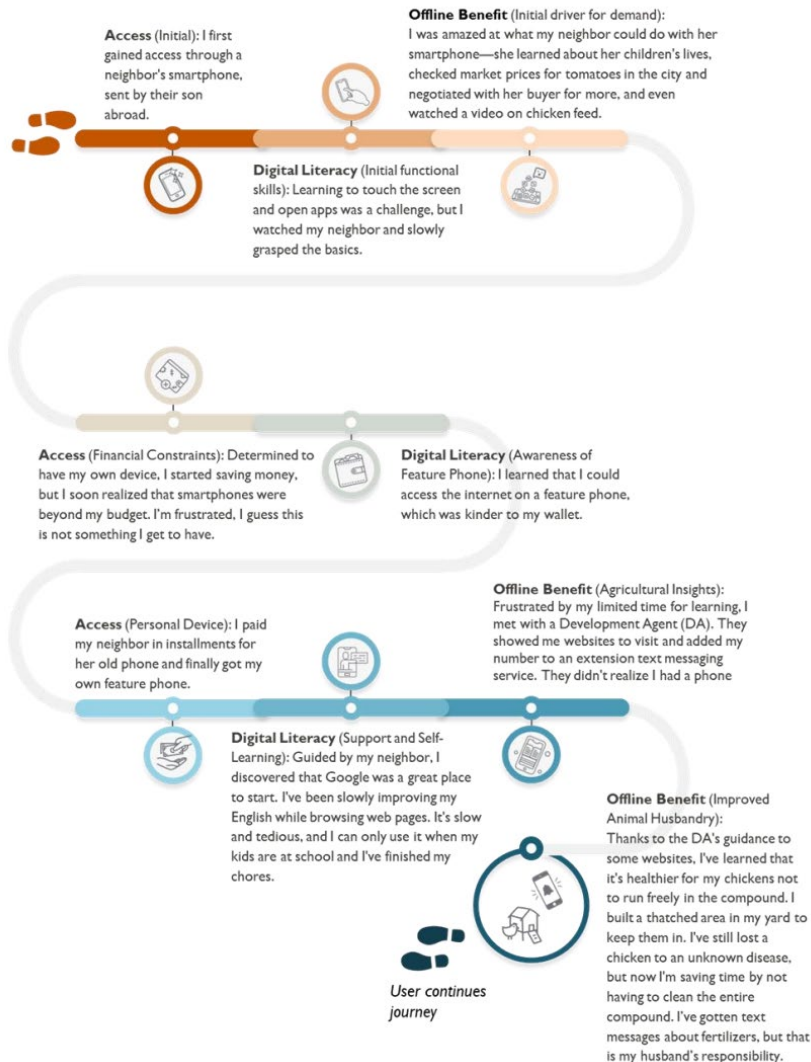 Access (Initial): I first
gained access through a
neighbor's smartphone,
sent by their son
abroad.
Digital Literacy (Initial functional
skills): Learning to touch the screen
and open apps was a challenge, but I
watched my neighbor and slowly
grasped the basics.
Offline Benefit (Initial driver for demand):
I was amazed at what my neighbor could do with her
smartphone—she learned about her children's lives,
checked market prices for tomatoes in the city and
negotiated with her buyer for more, and even
watched a video on chicken feed.
Access (Financial Constraints): Determined to
have my own device, I started saving money,
but I soon realized that smartphones were
beyond my budget. I'm frustrated, I guess this
is not something I get to have.
Digital Literacy (Awareness of
Feature Phone): I learned that I could
access the internet on a feature phone,
which was kinder to my wallet.
Access (Personal Device): I paid
my neighbor in installments for
her old phone and finally got my
own feature phone.
Digital Literacy (Support and Self-
Learning): Guided by my neighbor, I
discovered that Google was a great place
to start. I've been slowly improving my
English while browsing web pages. It's slow
and tedious, and I can only use it when my
kids are at school and I've finished my
chores.
Offline Benefit (Agricultural Insights):
Frustrated by my limited time for learning, I
met with a Development Agent (DA). They
showed me websites to visit and added my
number to an extension text messaging
service. They didn't realize I had a phone
Offline Benefit (Improved
Animal Husbandry):
Thanks to the DA's guidance to
some websites, I've learned that
it's healthier for my chickens not
to run freely in the compound. I
built a thatched area in my yard to
keep them in. I've still lost a
chicken to an unknown disease,
but now I'm saving time by not
having to clean the entire
compound. I've gotten text
messages about fertilizers, but that
is my husband's responsibility.
User continues
journey